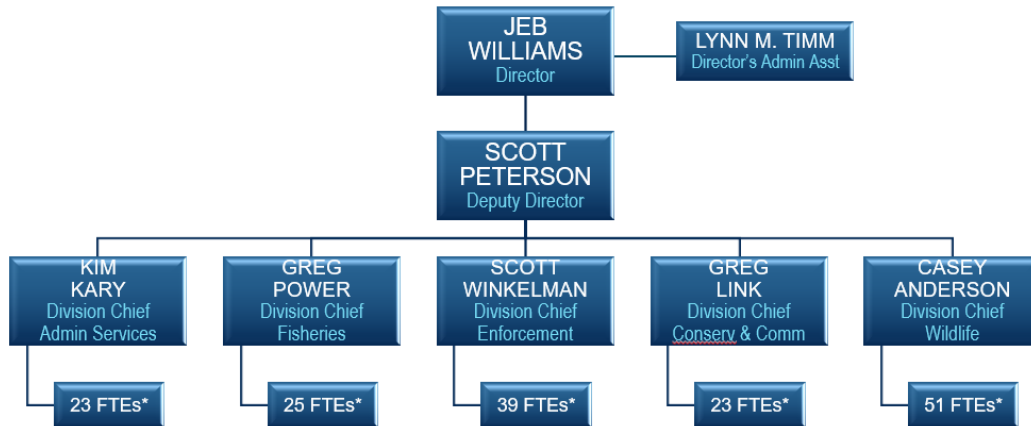 JEB
WILLIAMS
Director
LYNN M. TIMM
Director's Admin Asst
SCOTT
PETERSON
Deputy Director
KIM
KARY
Division Chief
Admin Services
GREG
POWER
Division Chief
Fisheries
SCOTT
WINKELMAN
Division Chief
Enforcement
GREG
LINK
Division Chief
Conserv & Comm
CASEY
ANDERSON
Division Chief
Wildlife
23 FTEs*
25 FTEs*
39 FTEs*
23 FTEs*
51 FTEs*